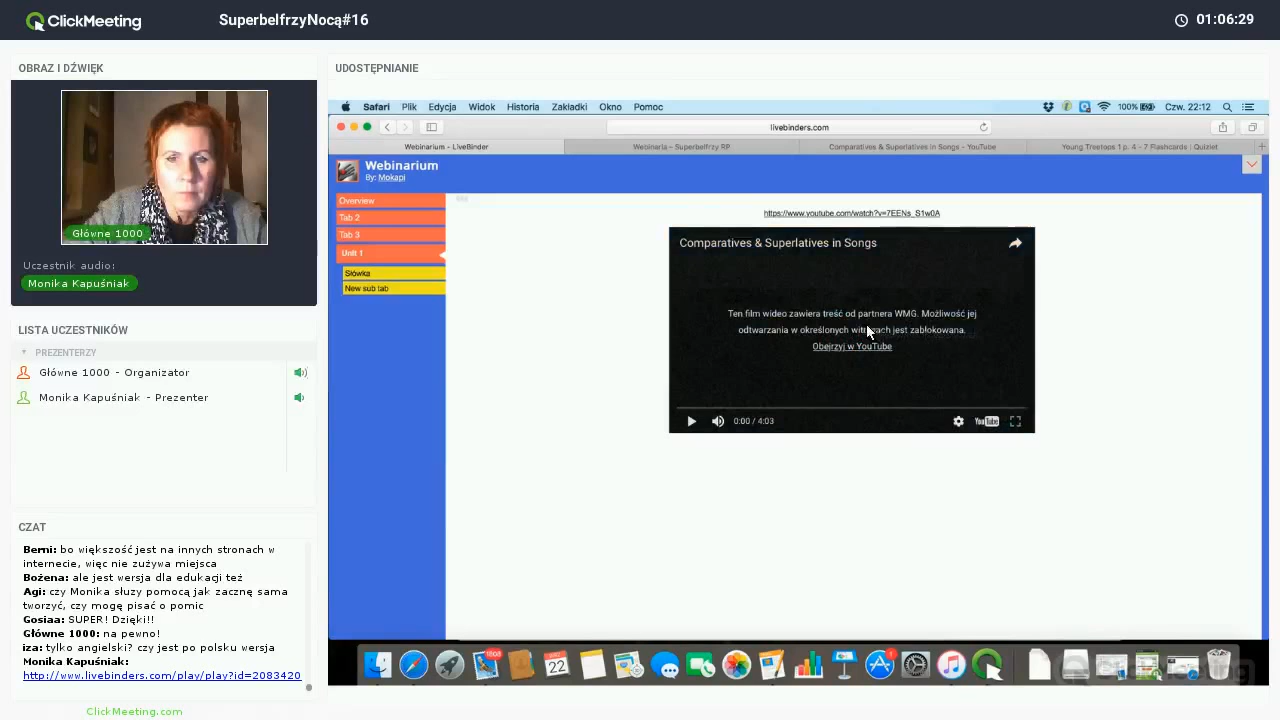 ClickMeeting
SuperbelfrzyNocą#16
01:06:29
OBRAZ I DŹWIĘK
Główne 1000
Uczestnik audio:
Monika Kapuśniak
LISTA UCZESTNIKÓW
PREZENTERZY
Główne 1000 - Organizator
Monika Kapuśniak - Prezenter
CZAT
Berni: bo większość jest na innych stronach w
internecie, więc nie zużywa miejsca
Bożena: ale jest wersja dla edukacji też
Agi: czy Monika służy pomocą jak zacznę sama
tworzyć, czy mogę pisać o pomic
Gosiaa: SUPER! Dzięki!!
Główne 1000: na pewno!
iza: tylko angielski? czy jest po polsku wersja
Monika Kapuśniak:
http://www.livebinders.com/play/play?id=2083420
ClickMeeting.com
UDOSTĘPNIANIE
Safari Plik Edycja Widok Historia Zakładki Okno Pomoc
100% Czw. 22:12
livebinders.com
Webinarium - LiveBinder
Webineria – Superbelfrzy RP
Comparatives & Superlatives in Songs - YouTube
Young Treetops 1 p. 4 - 7 Flashcards | Quizlet
Webinarium
By: Mokapi
Overview
Tab 2
Tab 3
Unit 1
Słówka
New sub tab
https://www.youtube.com/watch?v=7EENs_S1w0A
Comparatives & Superlatives in Songs
Ten film wideo zawiera treść od partnera WMG. Możliwość jej
odtwarzania w określonych witrynach jest zablokowana.
Obejrzyj w YouTube
0:00 / 4:03
YouTube
22